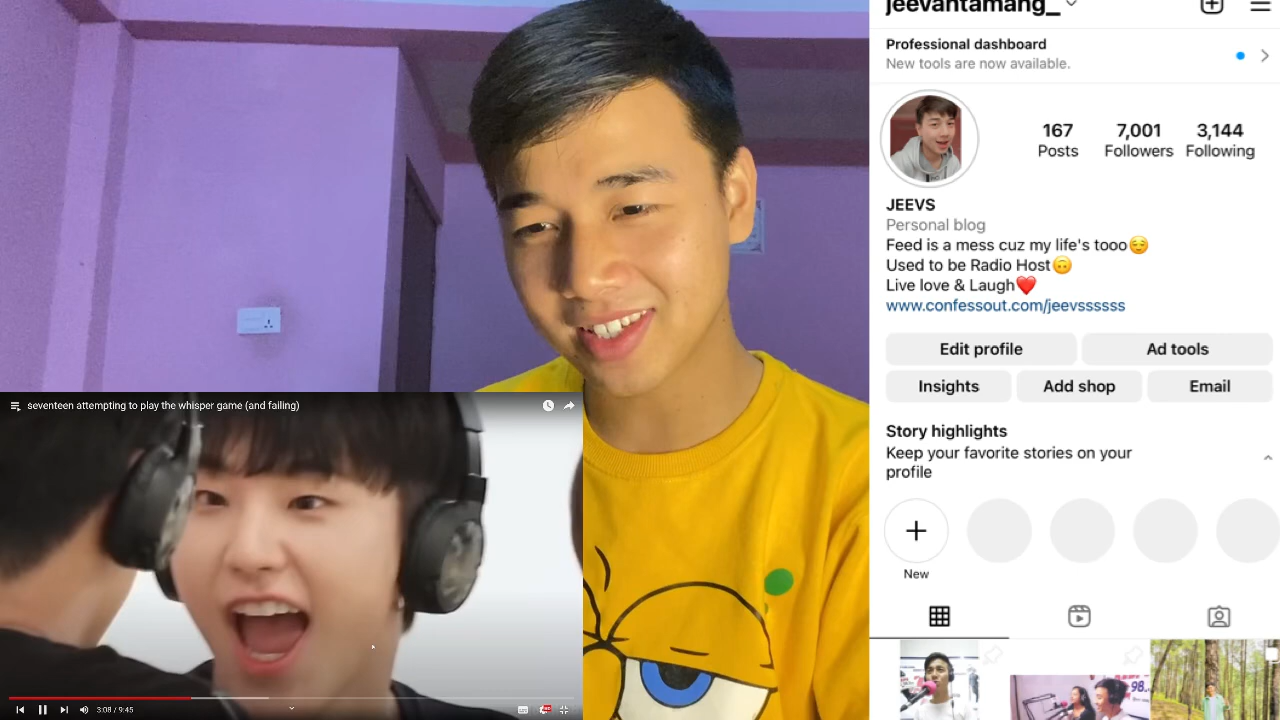 jeevantamang_
Professional dashboard
New tools are now available.
167
7,001
3,144
Posts
Followers
Following
JEEVS
Personal blog
Feed is a mess cuz my life's tooo😌
Used to be Radio Host🙃
Live love & Laugh❤️
www.confessout.com/jeevssssss
Edit profile
Ad tools
Insights
Add shop
Email
Story highlights
Keep your favorite stories on your
profile
New
98.
seventeen attempting to play the whisper game (and failing)
3:08 / 9:45